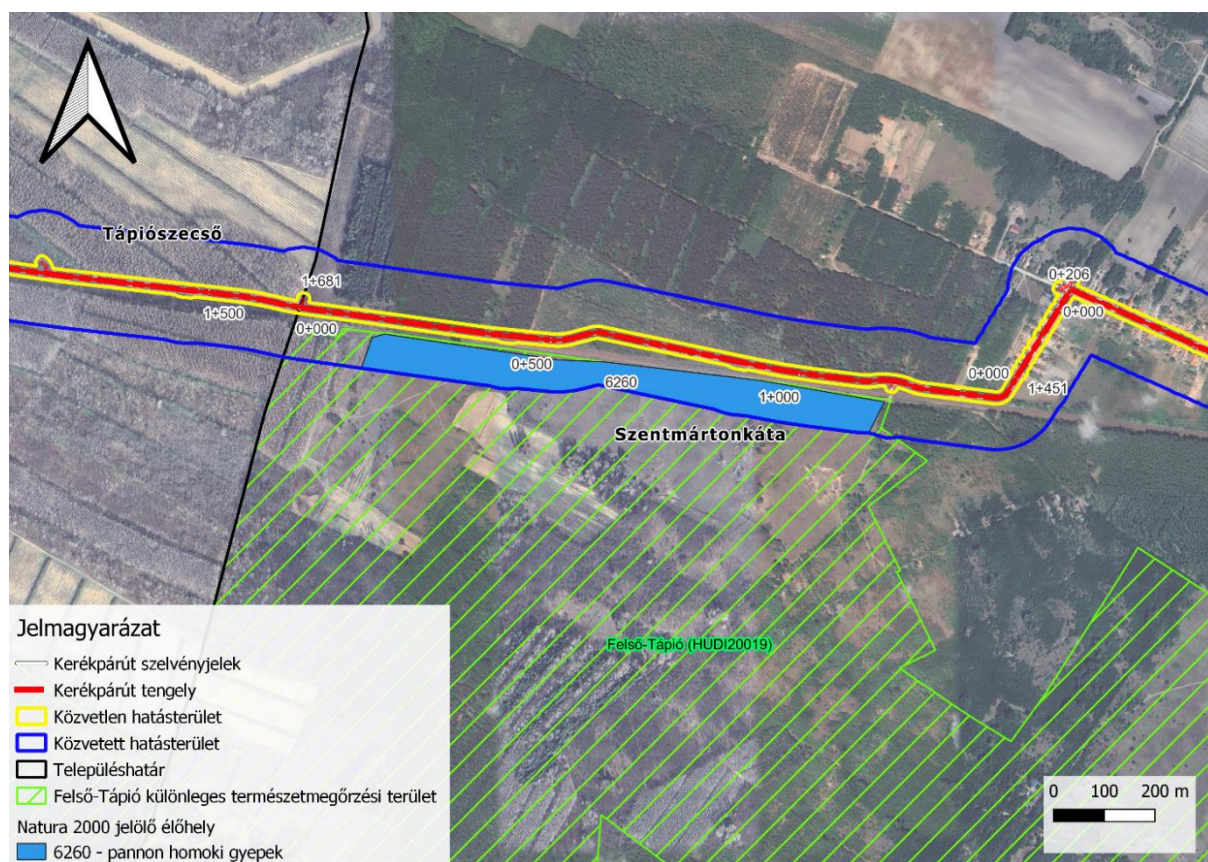 Tápiószecső
1+681
0+206
1+500
0+000
0+000
0+500
0+000
1+451
6260
1+000
Szentmártonkáta
Felső-Tápió (HUDI20019)
Jelmagyarázat
Kerékpárút szelvényjelek
Kerékpárút tengely
Közvetlen hatásterület
Közvetett hatásterület
Településhatár
Felső-Tápió különleges természetmegőrzési terület
Natura 2000 jelölő élőhely
6260 - pannon homoki gyepek
0 100 200 m